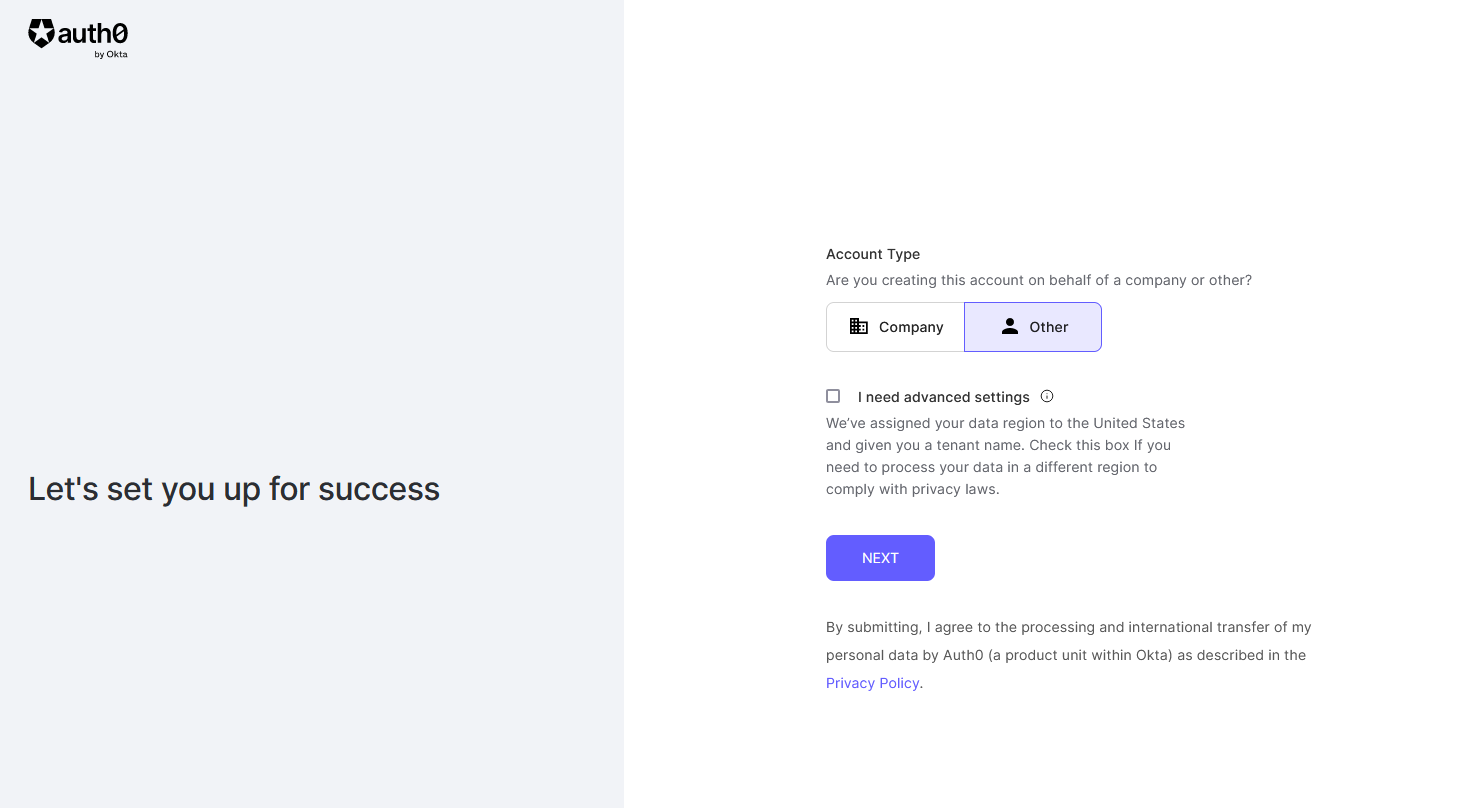 auth0
by Okta
Let's set you up for success
Account Type
Are you creating this account on behalf of a company or other?
Company
Other
I need advanced settings
We’ve assigned your data region to the United States
and given you a tenant name. Check this box If you
need to process your data in a different region to
comply with privacy laws.
NEXT
By submitting, I agree to the processing and international transfer of my
personal data by Auth0 (a product unit within Okta) as described in the
Privacy Policy.